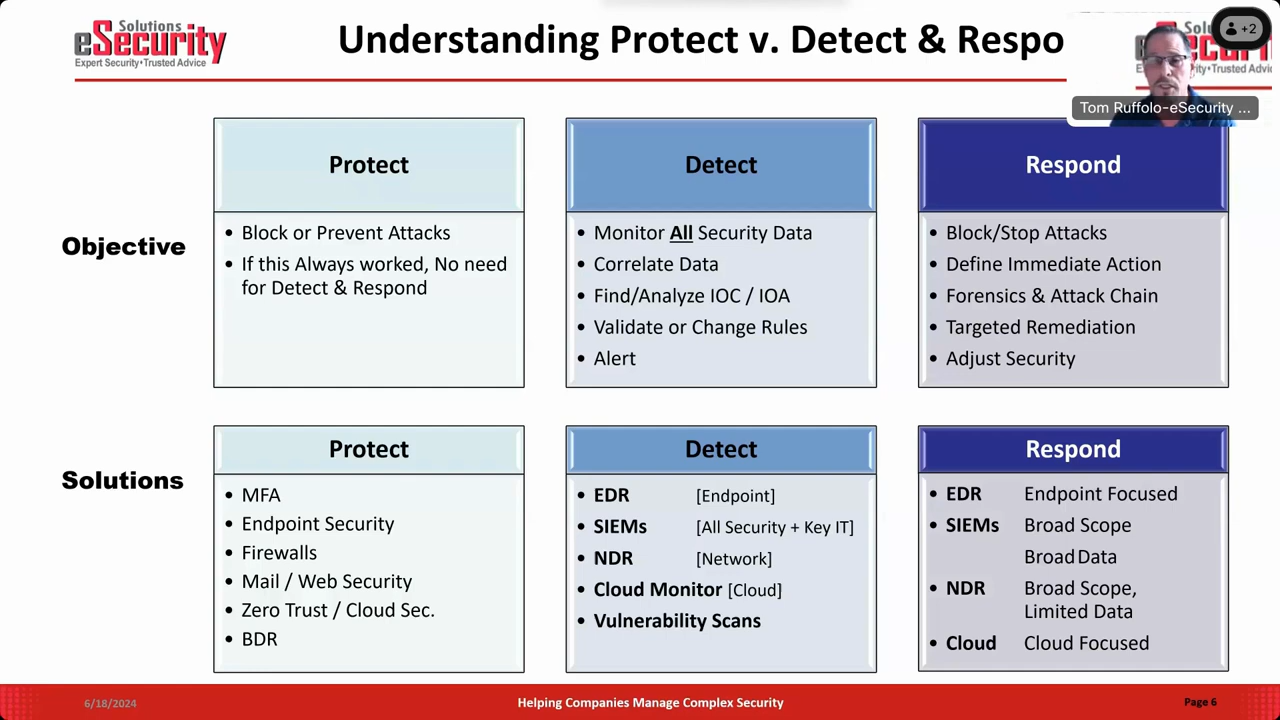 Solutions
eSecurity
Expert Security•Trusted Advice
Understanding Protect v. Detect & Respo
+2
Tom Ruffolo-eSecurity ...
Protect
Detect
Respond
Objective
• Block or Prevent Attacks
• If this Always worked, No need
for Detect & Respond
• Monitor All Security Data
• Correlate Data
• Find/Analyze IOC / IOA
• Validate or Change Rules
• Alert
• Block/Stop Attacks
• Define Immediate Action
• Forensics & Attack Chain
• Targeted Remediation
• Adjust Security
Solutions
Protect
Detect
Respond
• MFA
• Endpoint Security
• Firewalls
• Mail / Web Security
• Zero Trust / Cloud Sec.
• BDR
• EDR [Endpoint]
• SIEMs [All Security + Key IT]
• NDR [Network]
• Cloud Monitor [Cloud]
• Vulnerability Scans
• EDR Endpoint Focused
• SIEMs Broad Scope
Broad Data
• NDR Broad Scope,
Limited Data
• Cloud Cloud Focused
6/18/2024
Helping Companies Manage Complex Security
Page 6